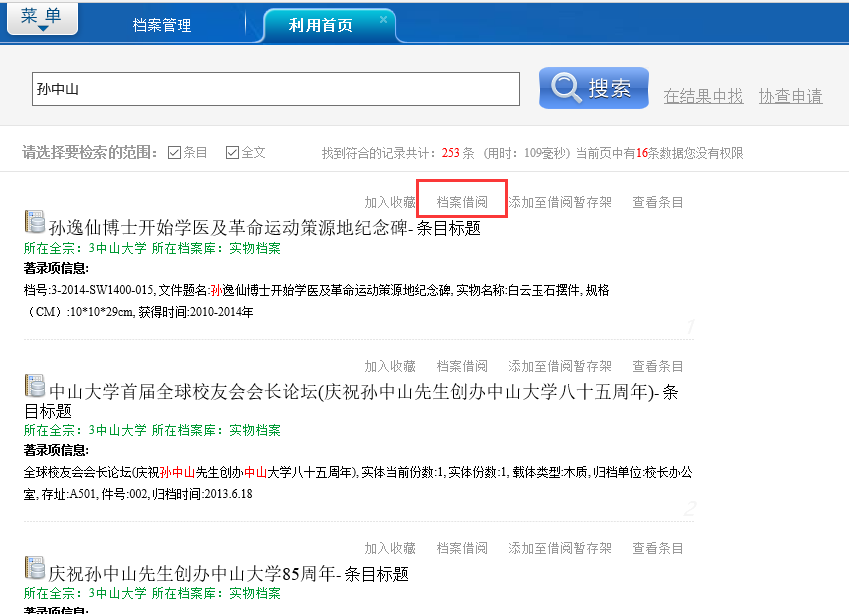 菜 单
档案管理
利用首页
孙中山
搜索
在结果中找 协查申请
请选择要检索的范围: 条目 全文 找到符合的记录共计: 253 条 (用时: 109毫秒) 当前页中有16条数据您没有权限
加入收藏 档案借阅 添加至借阅暂存架 查看条目
孙逸仙博士开始学医及革命运动策源地纪念碑- 条目标题
所在全宗: 3中山大学 所在档案库: 实物档案
著录项信息:
档号:3-2014-SW1400-015, 文件题名:孙逸仙博士开始学医及革命运动策源地纪念碑, 实物名称:白云玉石摆件, 规格
（CM）:10*10*29cm, 获得时间:2010-2014年
1
加入收藏 档案借阅 添加至借阅暂存架 查看条目
中山大学首届全球校友会会长论坛(庆祝孙中山先生创办中山大学八十五周年)- 条
目标题
所在全宗: 3中山大学 所在档案库: 实物档案
著录项信息:
全球校友会会长论坛(庆祝孙中山先生创办中山大学八十五周年), 实体当前份数:1, 实体份数:1, 载体类型:木质, 归档单位:校长办公
室, 存址:A501, 件号:002, 归档时间:2013.6.18
2
加入收藏 档案借阅 添加至借阅暂存架 查看条目
庆祝孙中山先生创办中山大学85周年- 条目标题
所在全宗: 3中山大学 所在档案库: 实物档案
著录项信息: